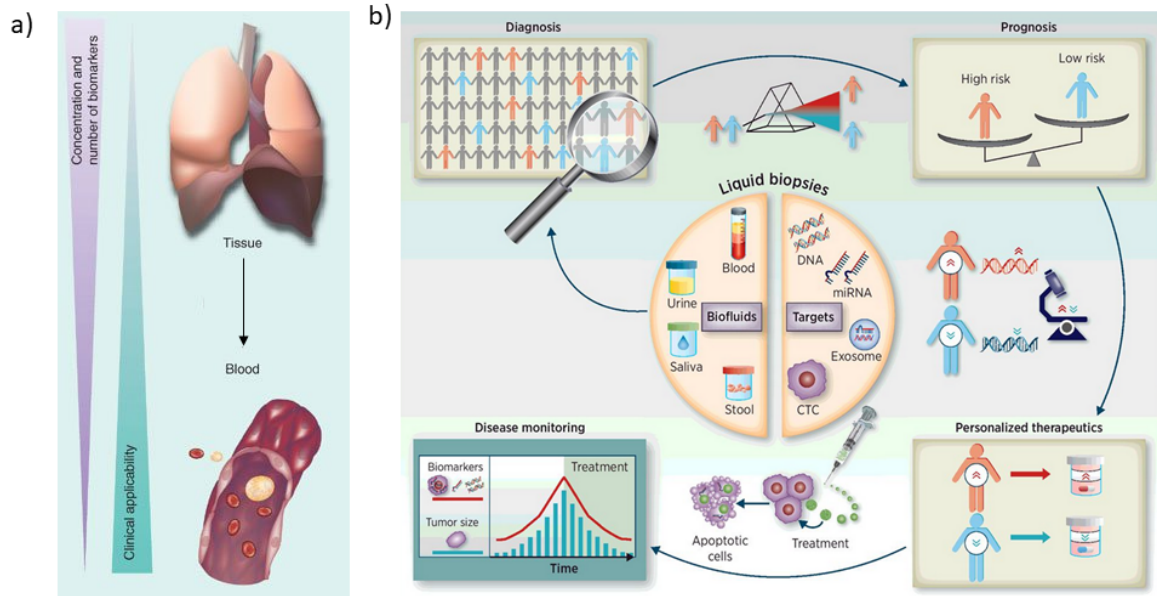 a)
Concentration and
number of biomarkers
Clinical applicability
Tissue
Blood
b)
Diagnosis
Prognosis
High risk
Low risk
Liquid biopsies
Blood
Urine
Biofluids
Saliva
Stool
DNA
miRNA
Targets
Exosome
CTC
Disease monitoring
Biomarkers
Tumor size
Treatment
Time
Apoptotic
cells
Treatment
Personalized therapeutics